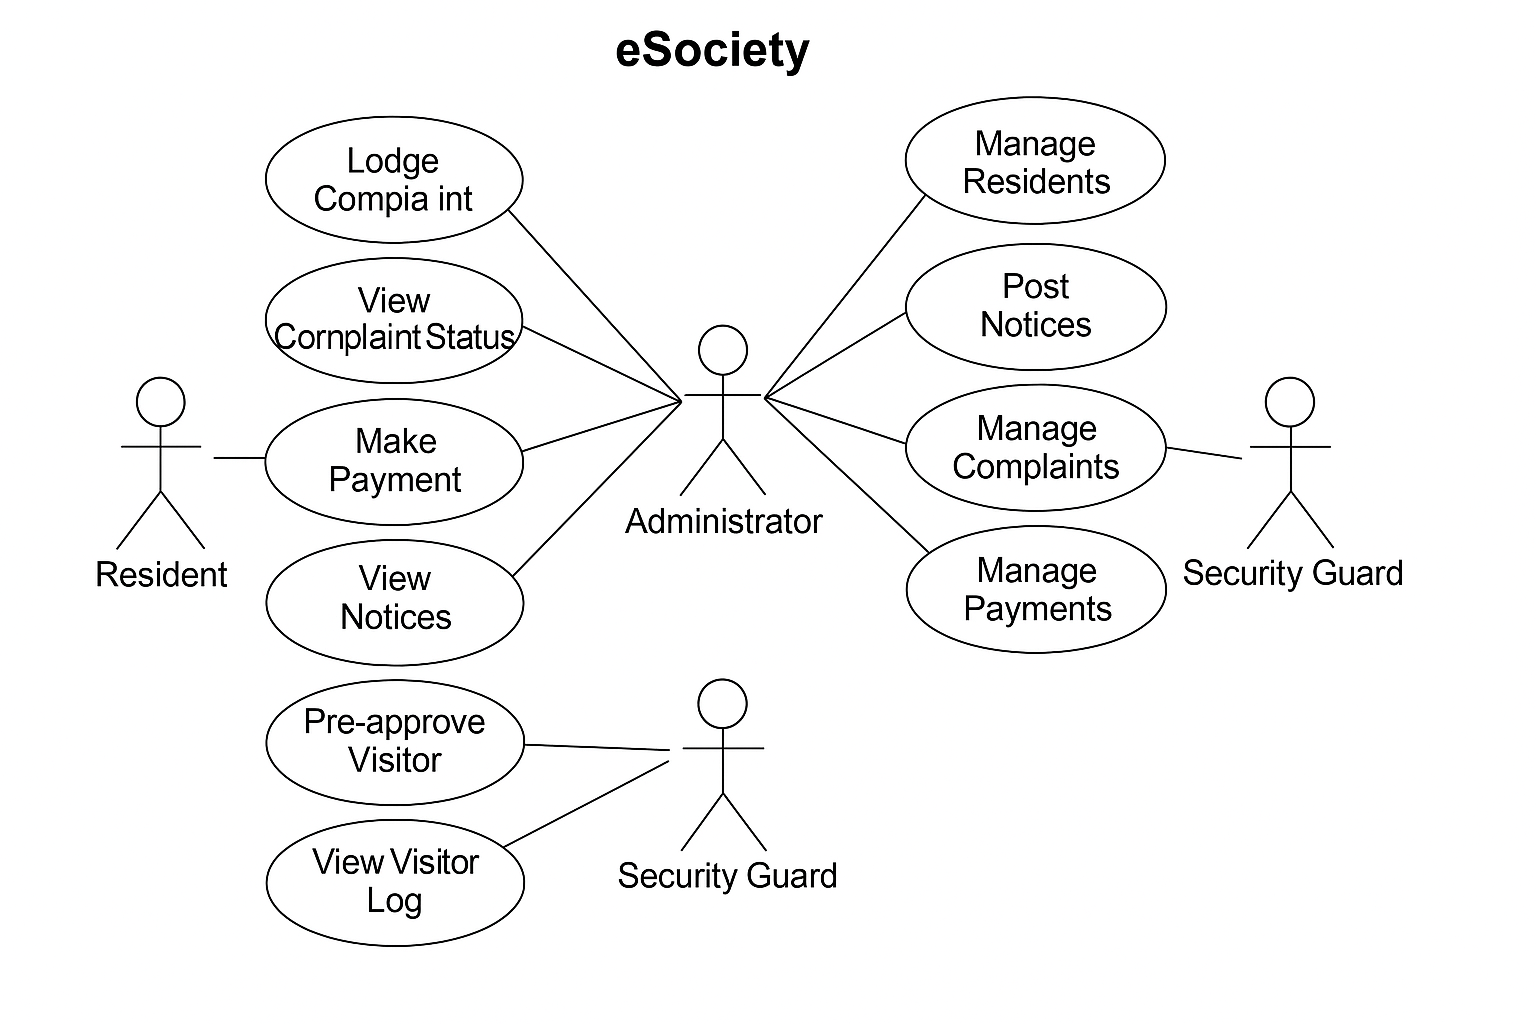 eSociety
Lodge
Compia int
View
Cornplaint Status
Make
Payment
View
Notices
Pre-approve
Visitor
View Visitor
Log
Resident
Administrator
Security Guard
Manage
Residents
Post
Notices
Manage
Complaints
Manage
Payments
Security Guard